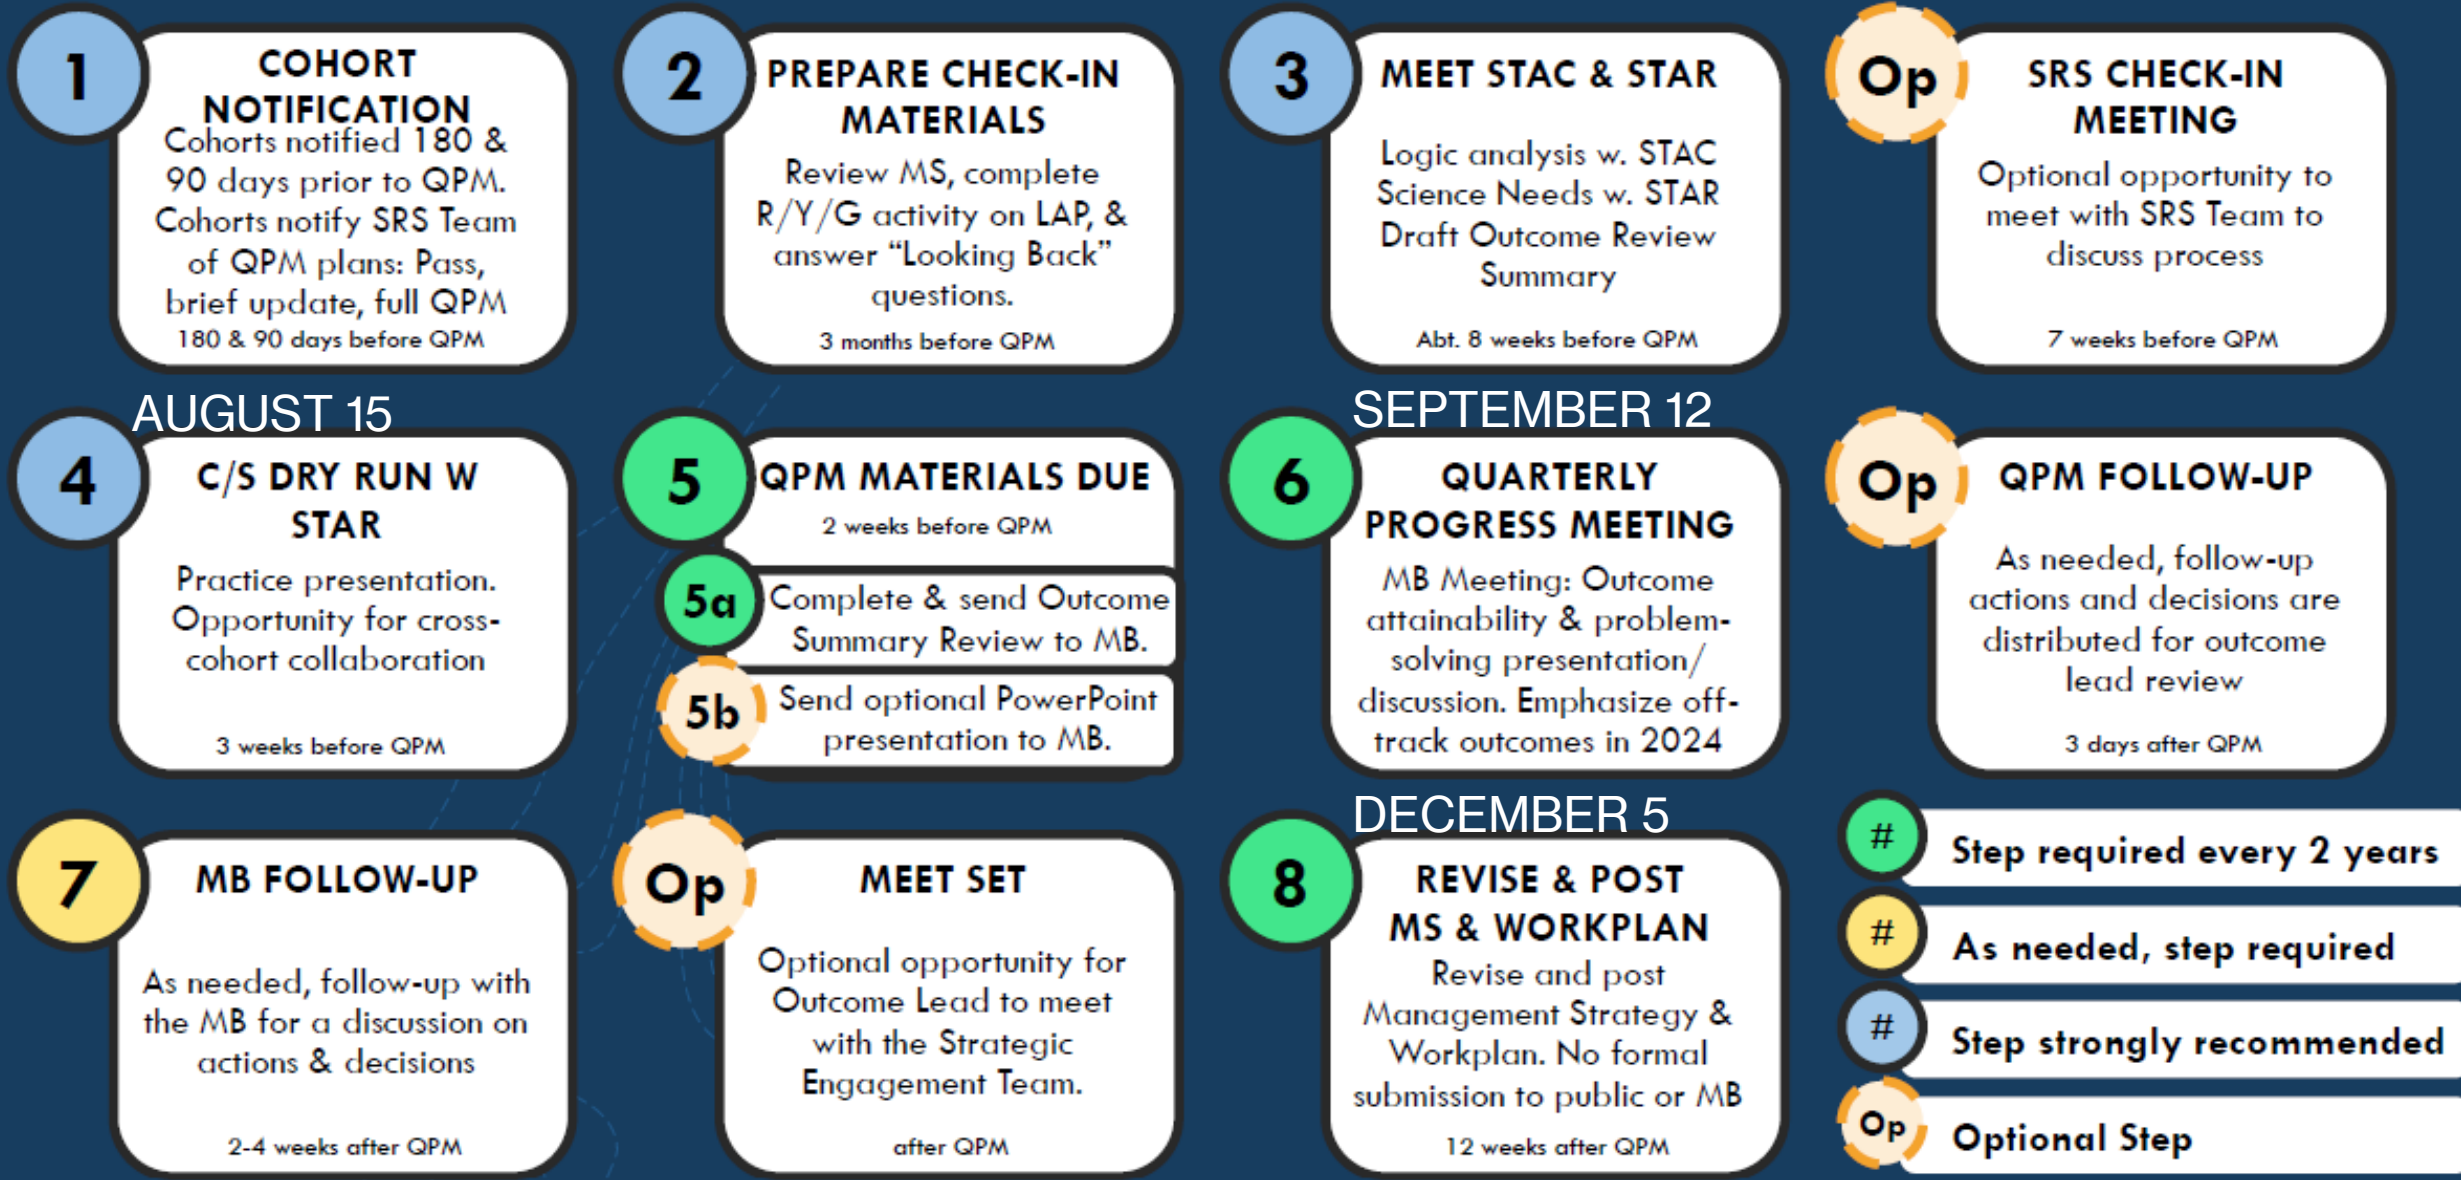 1
COHORT
NOTIFICATION
Cohorts notified 180 &
90 days prior to QPM.
Cohorts notify SRS Team
of QPM plans: Pass,
brief update, full QPM
180 & 90 days before QPM
2
PREPARE CHECK-IN
MATERIALS
Review MS, complete
R/Y/G activity on LAP, &
answer “Looking Back”
questions.
3 months before QPM
3
MEET STAC & STAR
Logic analysis w. STAC
Science Needs w. STAR
Draft Outcome Review
Summary
Abt. 8 weeks before QPM
Op
SRS CHECK-IN
MEETING
Optional opportunity to
meet with SRS Team to
discuss process
7 weeks before QPM
AUGUST 15
4
C/S DRY RUN W
STAR
Practice presentation.
Opportunity for cross-
cohort collaboration
3 weeks before QPM
5
QPM MATERIALS DUE
2 weeks before QPM
5a
Complete & send Outcome
Summary Review to MB.
5b
Send optional PowerPoint
presentation to MB.
SEPTEMBER 12
6
QUARTERLY
PROGRESS MEETING
MB Meeting: Outcome
attainability & problem-
solving presentation/
discussion. Emphasize off-
track outcomes in 2024
Op
QPM FOLLOW-UP
As needed, follow-up
actions and decisions are
distributed for outcome
lead review
3 days after QPM
7
MB FOLLOW-UP
As needed, follow-up with
the MB for a discussion on
actions & decisions
2-4 weeks after QPM
Op
MEET SET
Optional opportunity for
Outcome Lead to meet
with the Strategic
Engagement Team.
after QPM
DECEMBER 5
8
REVISE & POST
MS & WORKPLAN
Revise and post
Management Strategy &
Workplan. No formal
submission to public or MB
12 weeks after QPM
# Step required every 2 years
# As needed, step required
# Step strongly recommended
Op Optional Step